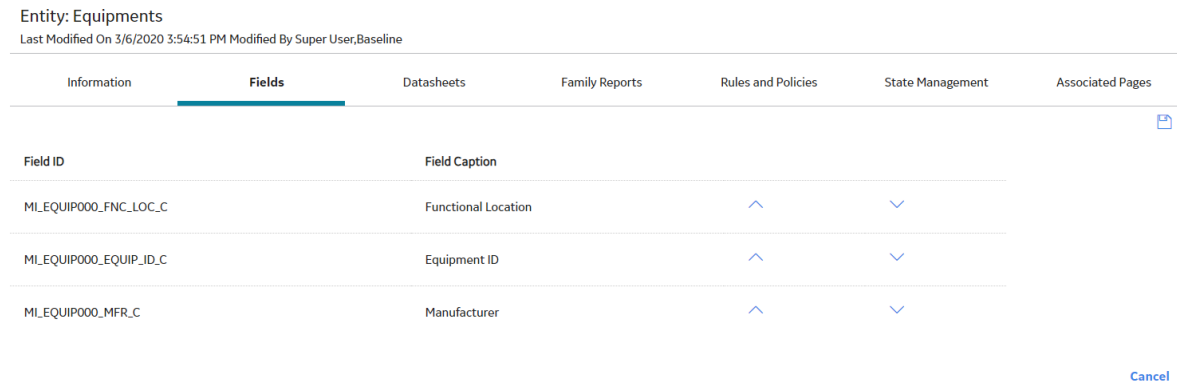 Entity: Equipments
Last Modified On 3/6/2020 3:54:51 PM Modified By Super User,Baseline
Information Fields Datasheets Family Reports Rules and Policies State Management Associated Pages
Field ID Field Caption
MI_EQUIP000_FNC_LOC_C Functional Location
MI_EQUIP000_EQUIP_ID_C Equipment ID
MI_EQUIP000_MFR_C Manufacturer
Cancel